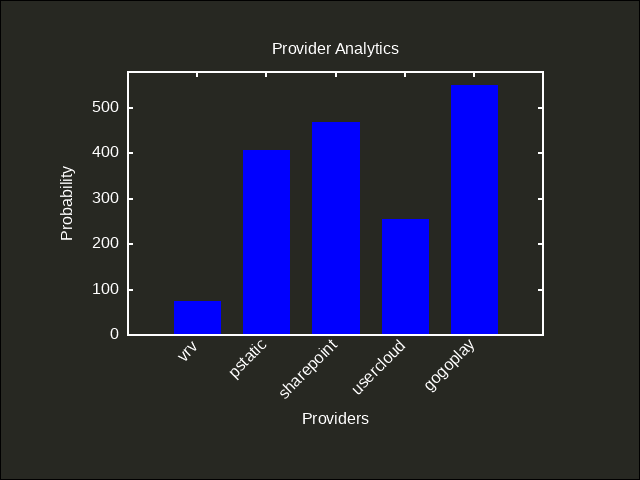 Provider Analytics
500
400
300
200
100
0
Probability
vrv
pstatic
sharepoint
usercloud
gogoplay
Providers